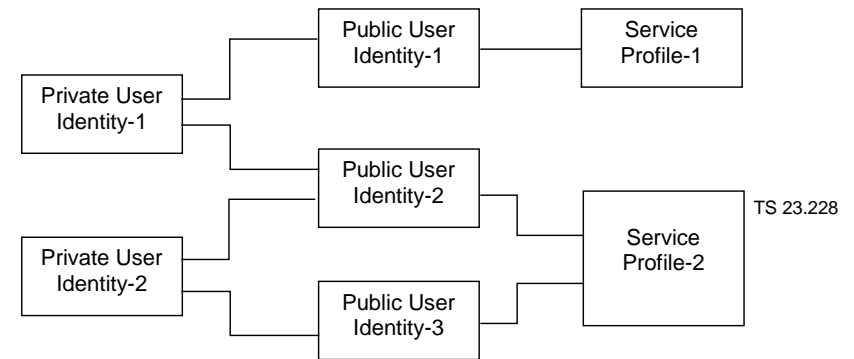 Public User
Identity-1
Service
Profile-1
Private User
Identity-1
Public User
Identity-2
TS 23.228
Service
Profile-2
Private User
Identity-2
Public User
Identity-3